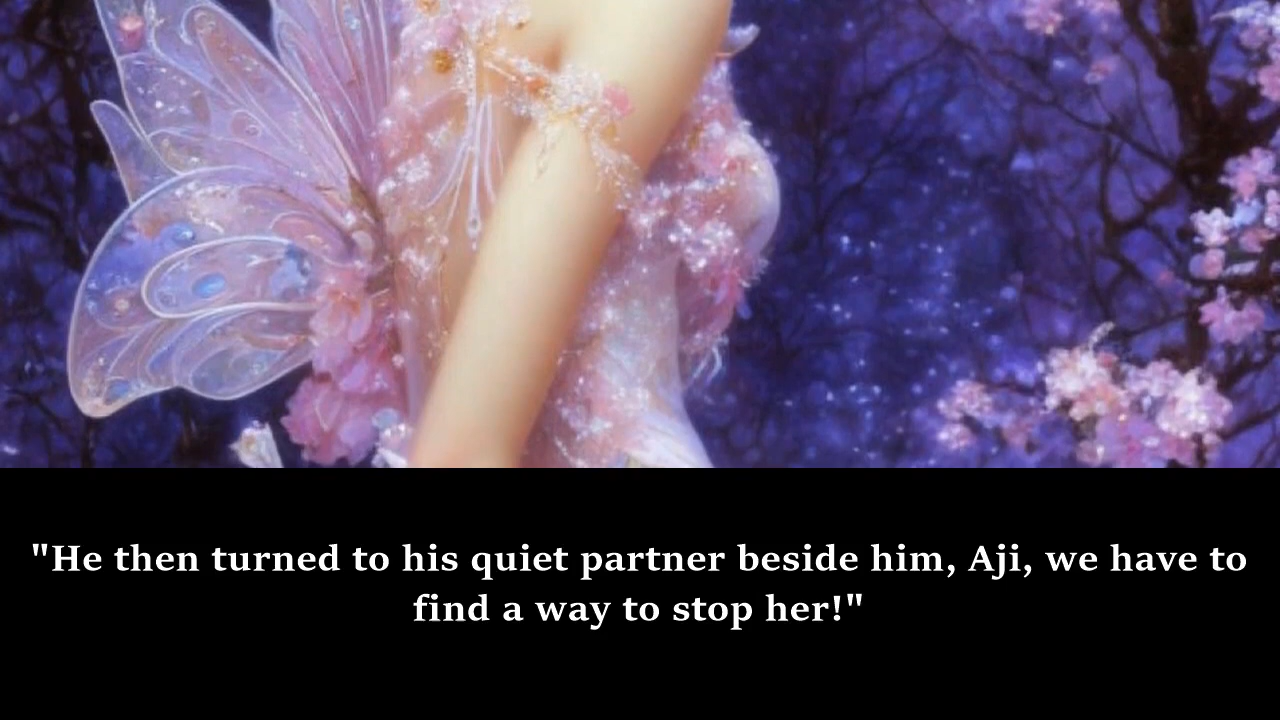 "He then turned to his quiet partner beside him, Aji, we have to
find a way to stop her!"